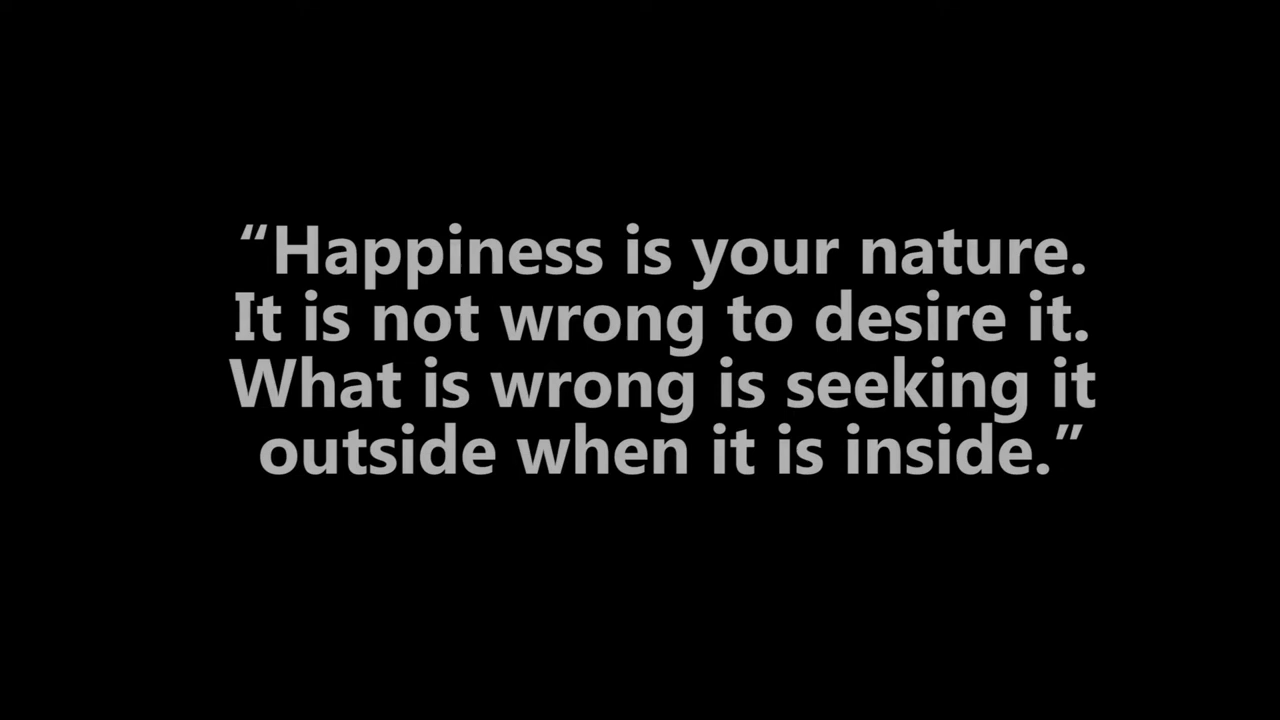 “Happiness is your nature.
It is not wrong to desire it.
What is wrong is seeking it
outside when it is inside.”